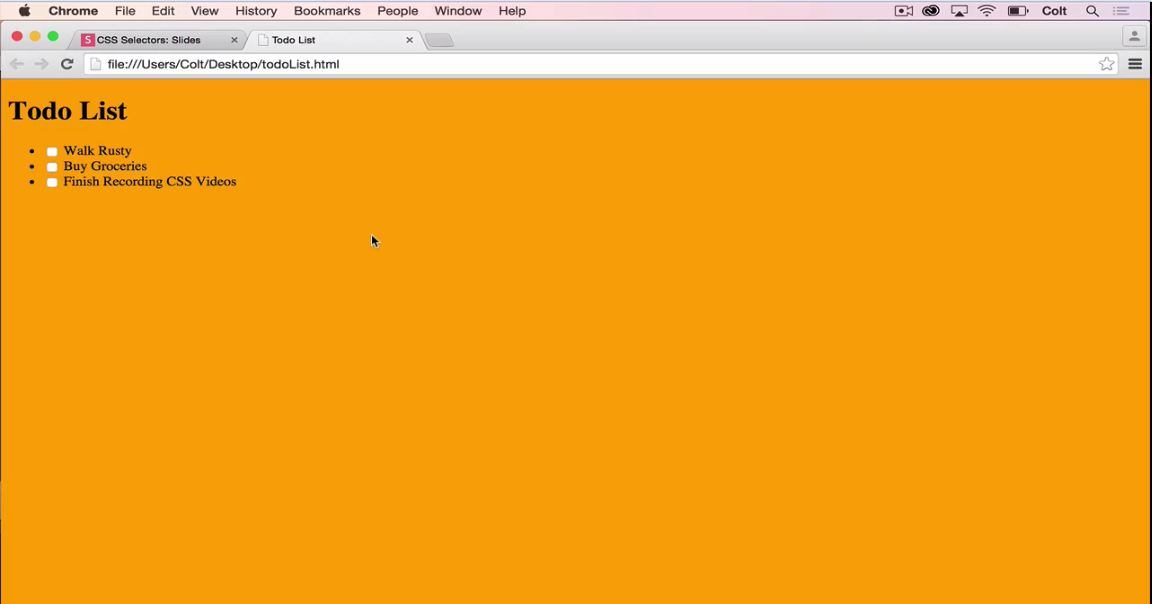 Chrome File Edit View History Bookmarks People Window Help Colt
S CSS Selectors: Slides Todo List
file:///Users/Colt/Desktop/todoList.html
Todo List
Walk Rusty
Buy Groceries
Finish Recording CSS Videos